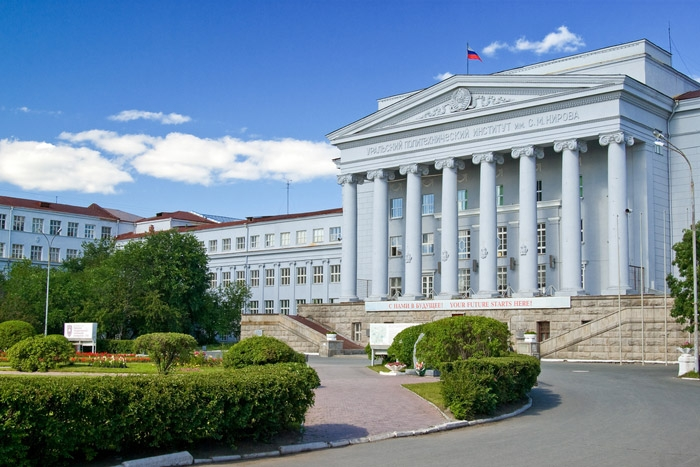 УРАЛЬСКИЙ ПОЛИТЕХНИЧЕСКИЙ ИНСТИТУТ ИМ. С.М. КИРОВА
С НАМИ В БУДУЩЕЕ! YOUR FUTURE STARTS HERE!